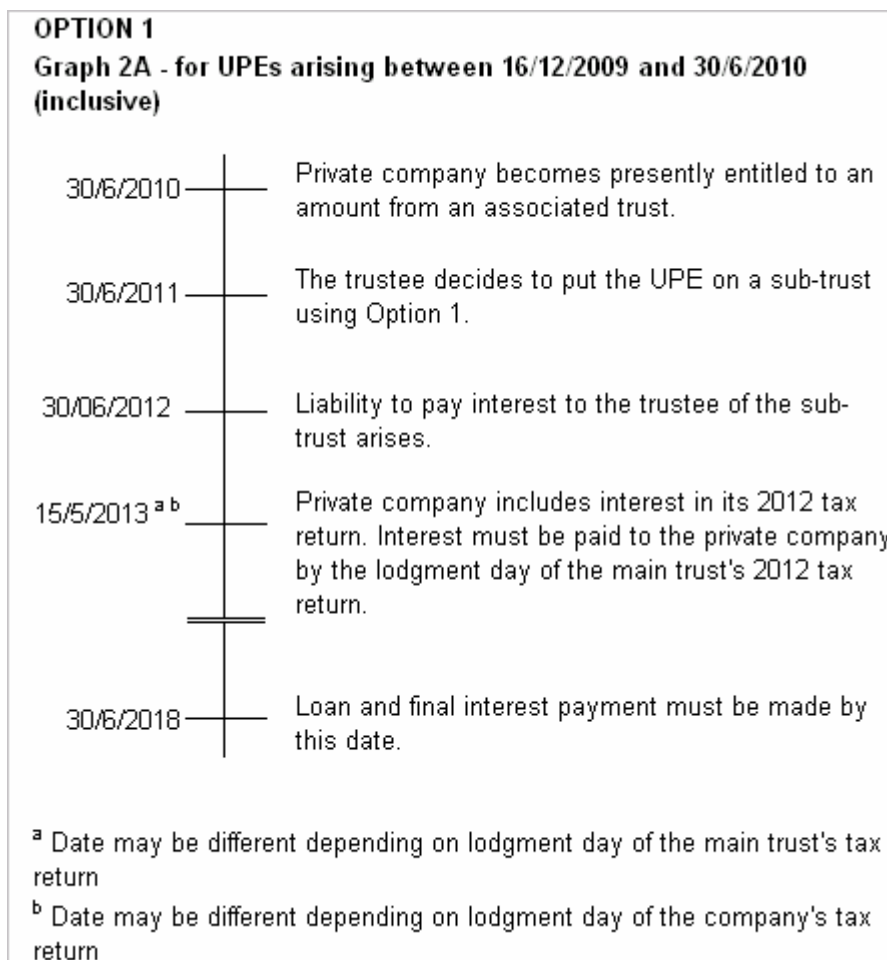 OPTION 1
Graph 2A - for UPEs arising between 16/12/2009 and 30/6/2010
(inclusive)
30/6/2010
Private company becomes presently entitled to an
amount from an associated trust.
30/6/2011
The trustee decides to put the UPE on a sub-trust
using Option 1.
30/06/2012
Liability to pay interest to the trustee of the sub-
trust arises.
15/5/2013 a b
Private company includes interest in its 2012 tax
return. Interest must be paid to the private company
by the lodgment day of the main trust's 2012 tax
return.
30/6/2018
Loan and final interest payment must be made by
this date.
a Date may be different depending on lodgment day of the main trust's tax
return
b Date may be different depending on lodgment day of the company's tax
return